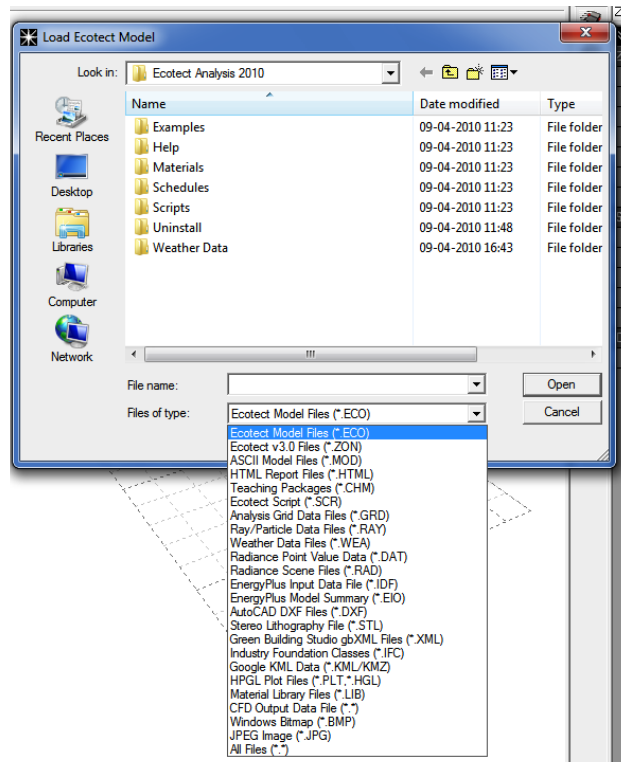 Load Ecotect Model
Look in: Ecotect Analysis 2010
Name Date modified Type
Recent Places
Desktop
Libraries
Computer
Network
Examples 09-04-2010 11:23 File folder
Help 09-04-2010 11:23 File folder
Materials 09-04-2010 11:23 File folder
Schedules 09-04-2010 11:23 File folder
Scripts 09-04-2010 11:23 File folder
Uninstall 09-04-2010 11:48 File folder
Weather Data 09-04-2010 16:43 File folder
File name: Open
Files of type: Ecotect Model Files (*.ECO) Cancel
Ecotect Model Files (*.ECO)
Ecotect v3.0 Files (*.ZON)
ASCII Model Files (*.MOD)
HTML Report Files (*.HTML)
Teaching Packages (*.CHM)
Ecotect Script (*.SCR)
Analysis Grid Data Files (*.GRD)
Ray/Particle Data Files (*.RAY)
Weather Data Files (*.WEA)
Radiance Point Value Data (*.DAT)
Radiance Scene Files (*.RAD)
EnergyPlus Input Data File (*.IDF)
EnergyPlus Model Summary (*.EIO)
AutoCAD DXF Files (*.DXF)
Stereo Lithography File (*.STL)
Green Building Studio gbXML Files (*.XML)
Industry Foundation Classes (*.IFC)
Google KML Data (*.KML/KMZ)
HPGL Plot Files (*.PLT,*.HGL)
Material Library Files (*.LIB)
CFD Output Data File (*.*)
Windows Bitmap (*.BMP)
JPEG Image (*.JPG)
All Files (*.*)